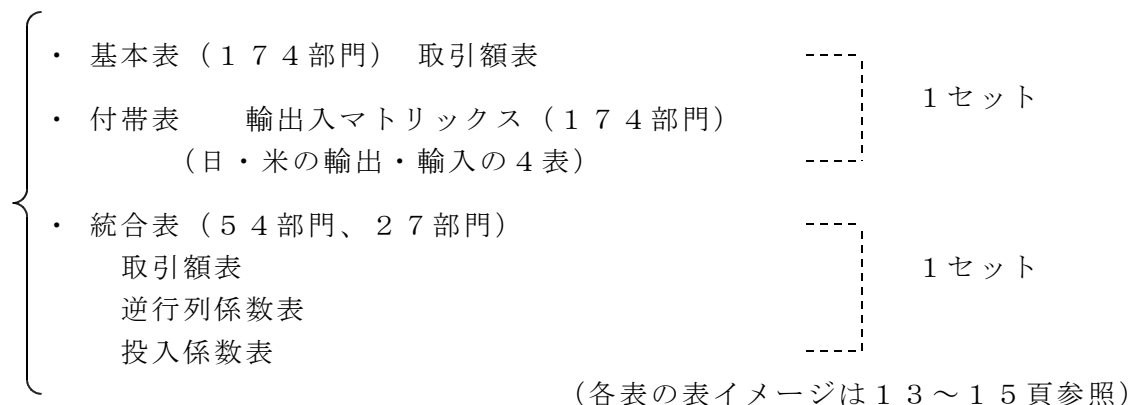 ・ 基本表(174部門) 取引額表
1セット
・ 付帯表  輸出入マトリックス(174部門)
(日・米の輸出・輸入の4表)
・ 統合表(54部門、27部門)
取引額表 1セット
逆行列係数表
投入係数表
(各表の表イメージは13~15頁参照)